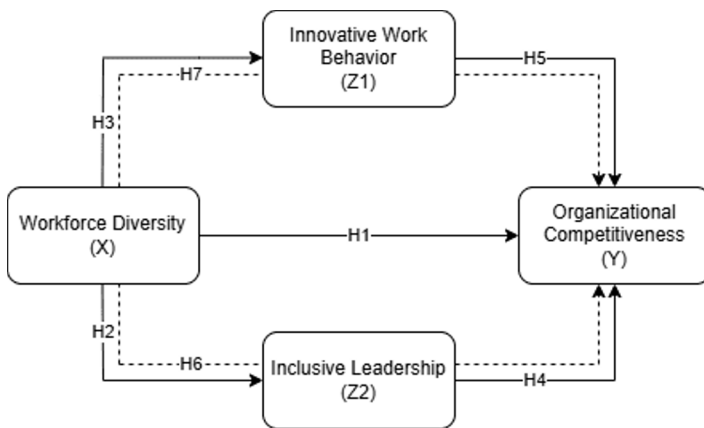 Innovative Work
Behavior
(Z1)
H5
H7
H3
Workforce Diversity
(X)
H1
Organizational
Competitiveness
(Y)
H2
H6
Inclusive Leadership
(Z2)
H4